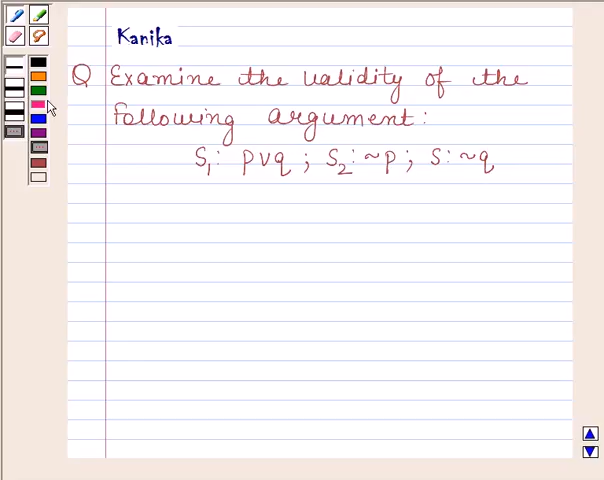 Kanika
Q Examine the validity of the
following argument:
S₁: p∨q ; S₂: ~p ; S: ~q